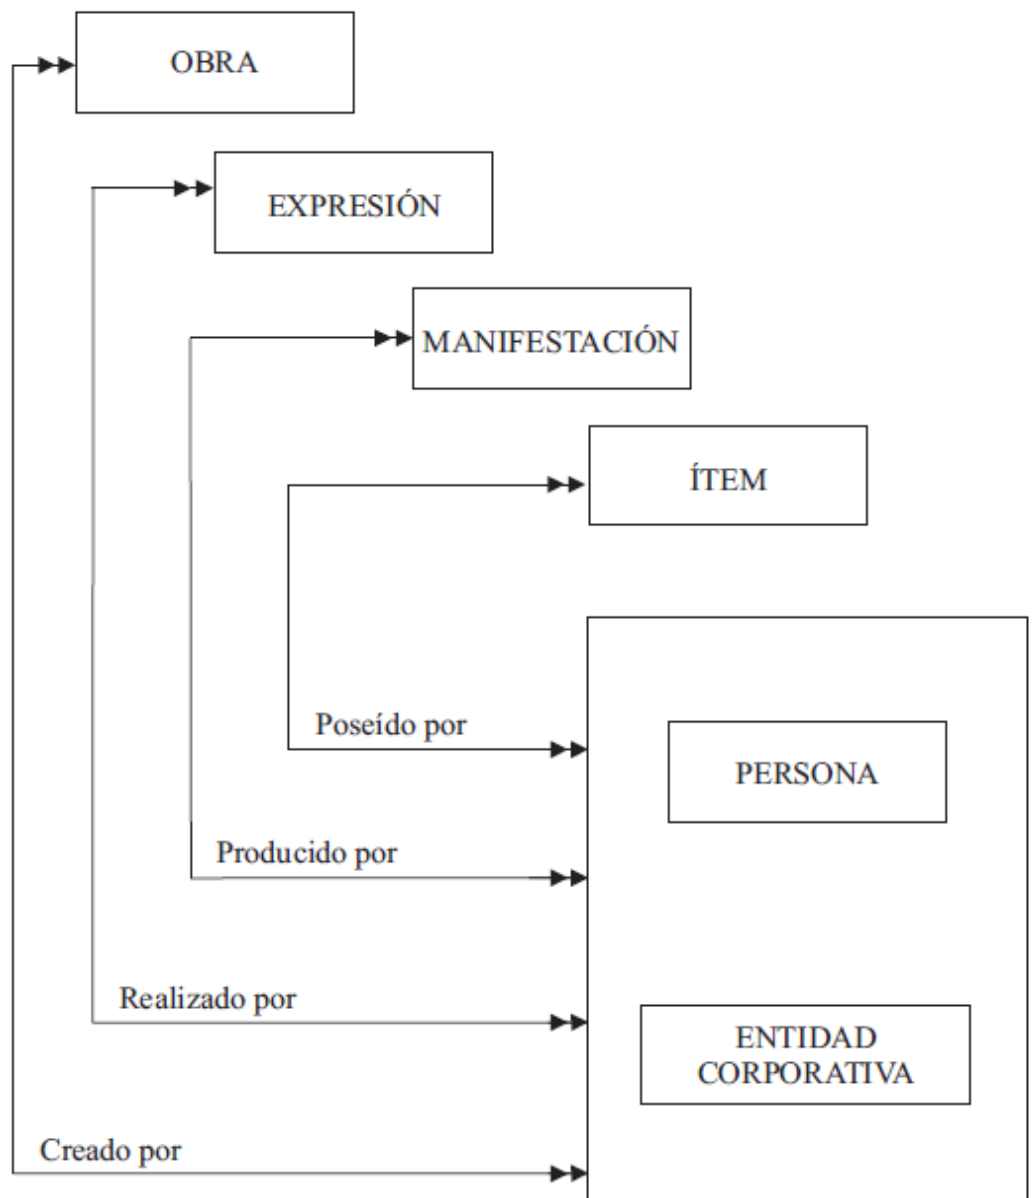 OBRA
EXPRESIÓN
MANIFESTACIÓN
ÍTEM
Poseído por
PERSONA
Producido por
Realizado por
ENTIDAD
CORPORATIVA
Creado por